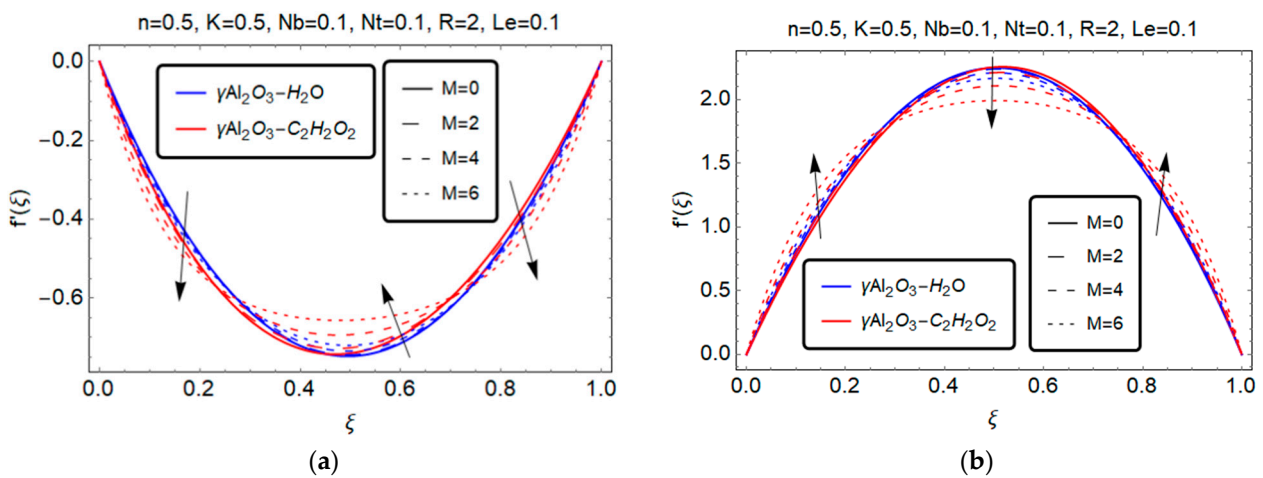 n=0.5, K=0.5, Nb=0.1, Nt=0.1, R=2, Le=0.1
0.0
−0.2
−0.4
−0.6
f'(ξ)
γAl₂O₃−H₂O
γAl₂O₃−C₂H₂O₂
M=0
M=2
M=4
M=6
0.0 0.2 0.4 0.6 0.8 1.0
ξ
(a)
n=0.5, K=0.5, Nb=0.1, Nt=0.1, R=2, Le=0.1
2.0
1.5
1.0
0.5
0.0
f'(ξ)
M=0
M=2
M=4
M=6
γAl₂O₃−H₂O
γAl₂O₃−C₂H₂O₂
0.0 0.2 0.4 0.6 0.8 1.0
ξ
(b)